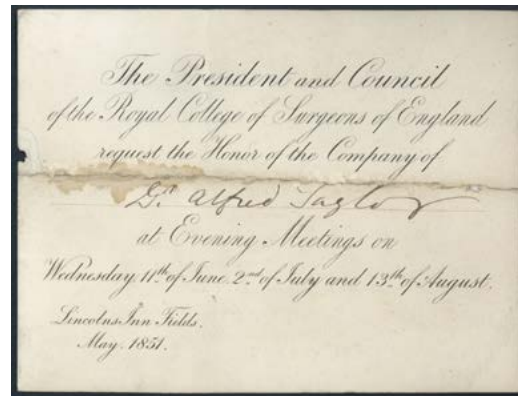 The President and Council
of the Royal College of Surgeons of England
request the Honor of the Company of
Dr. Alfred Taylor
at Evening Meetings on
Wednesday 11th of June, 2nd of July and 13th of August.
Lincolns Inn Fields.
May. 1851.